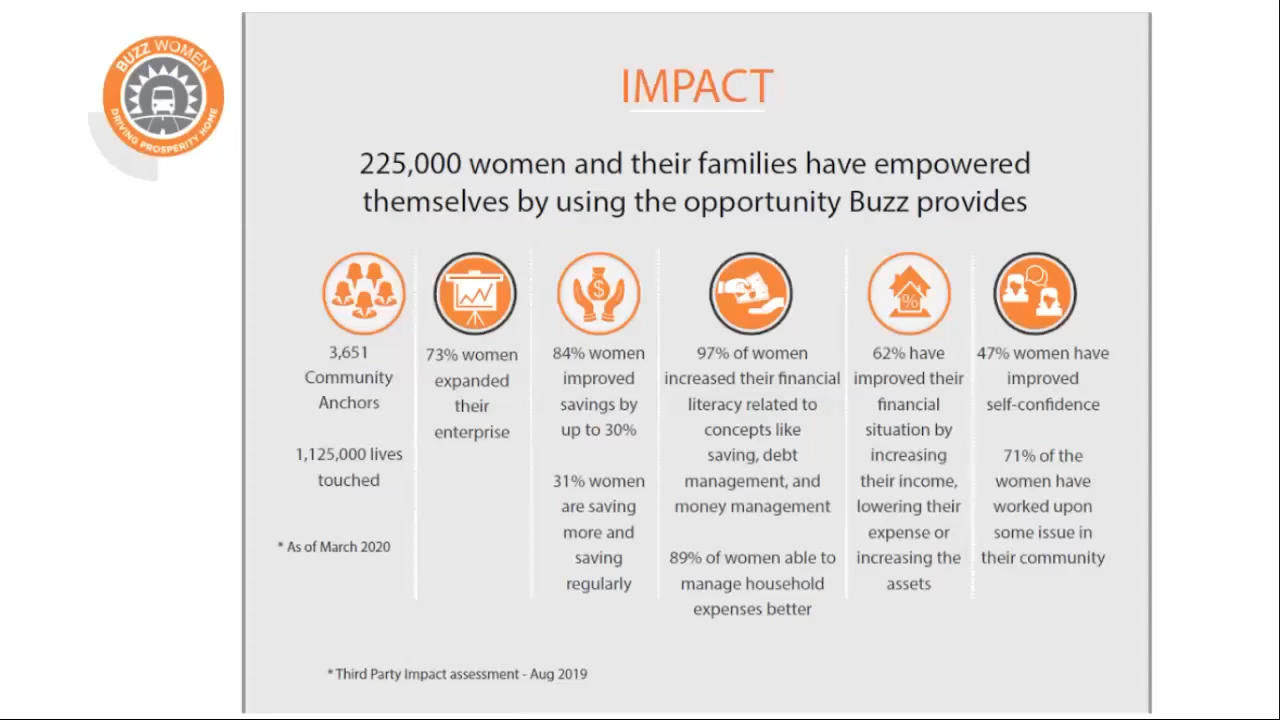 BUZZ WOMEN
DRIVING PROSPERITY HOME
IMPACT
225,000 women and their families have empowered
themselves by using the opportunity Buzz provides
3,651
Community
Anchors
1,125,000 lives
touched
* As of March 2020
73% women
expanded
their
enterprise
$
84% women
improved
savings by
up to 30%
31% women
are saving
more and
saving
regularly
97% of women
increased their financial
literacy related to
concepts like
saving, debt
management, and
money management
89% of women able to
manage household
expenses better
%
62% have
improved their
financial
situation by
increasing
their income,
lowering their
expense or
increasing the
assets
47% women have
improved
self-confidence
71% of the
women have
worked upon
some issue in
their community
* Third Party Impact assessment - Aug 2019